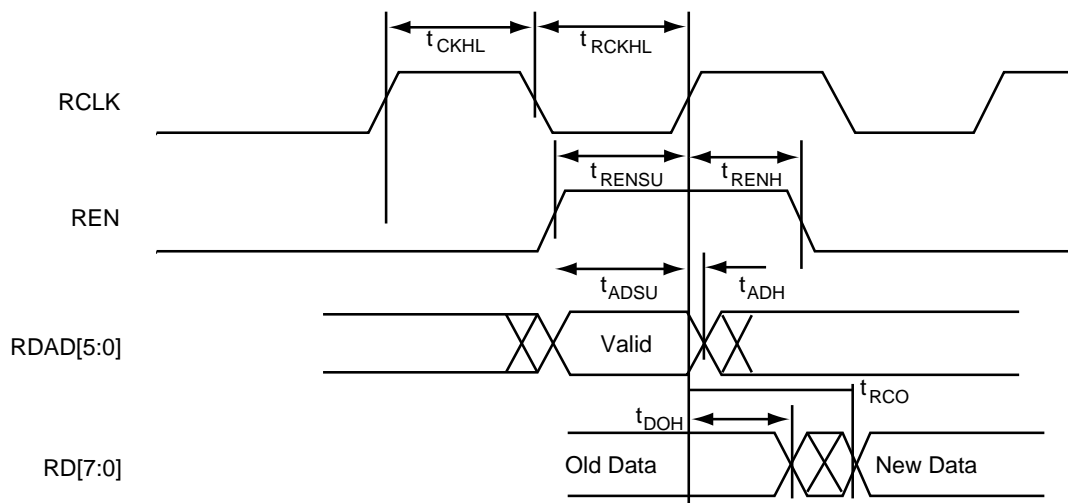 tCKHL tRCKHL
RCLK
tRENSU tRENH
REN
tADSU tADH
RDAD[5:0] Valid
tRCO
tDOH
RD[7:0] Old Data New Data